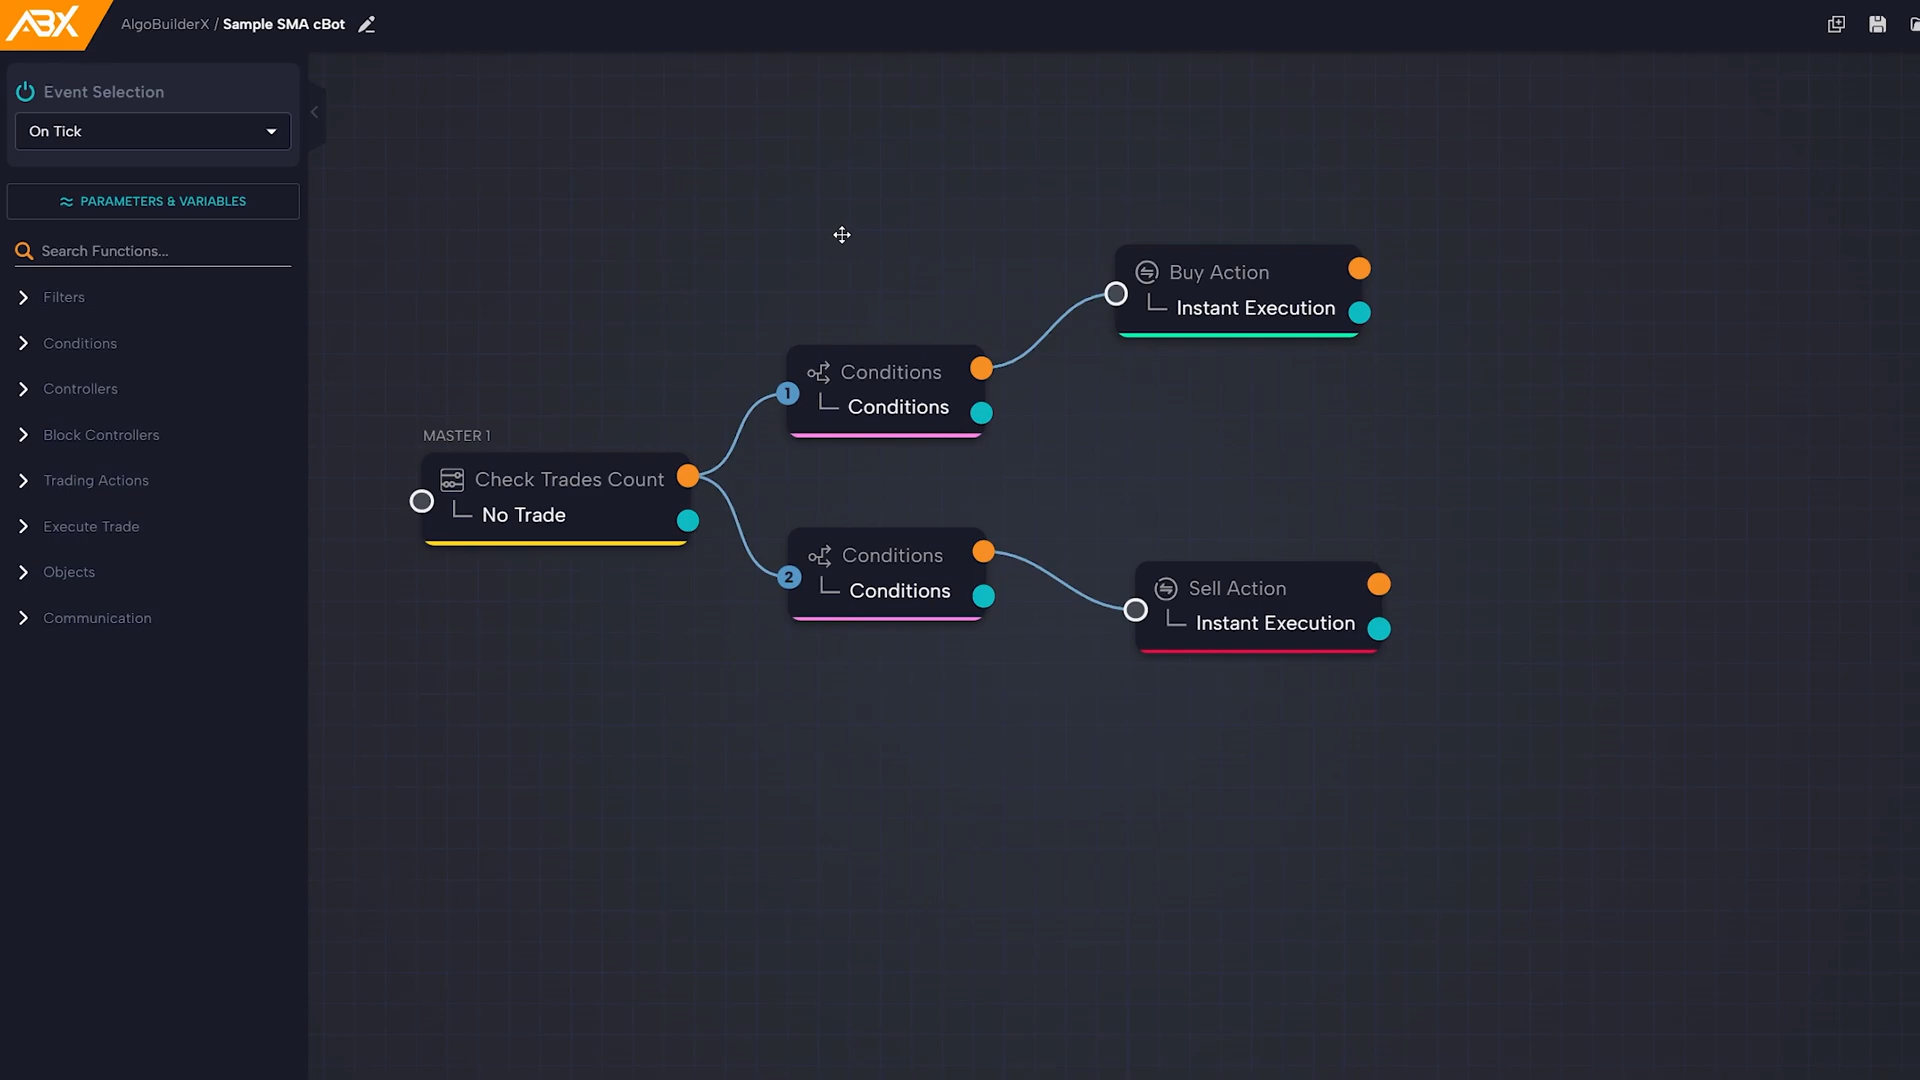 ABX
AlgoBuilderX / Sample SMA cBot
Event Selection
On Tick
PARAMETERS & VARIABLES
Search Functions...
Filters
Conditions
Controllers
Block Controllers
Trading Actions
Execute Trade
Objects
Communication
MASTER 1
Check Trades Count
No Trade
1
Conditions
Conditions
2
Conditions
Conditions
Buy Action
Instant Execution
Sell Action
Instant Execution